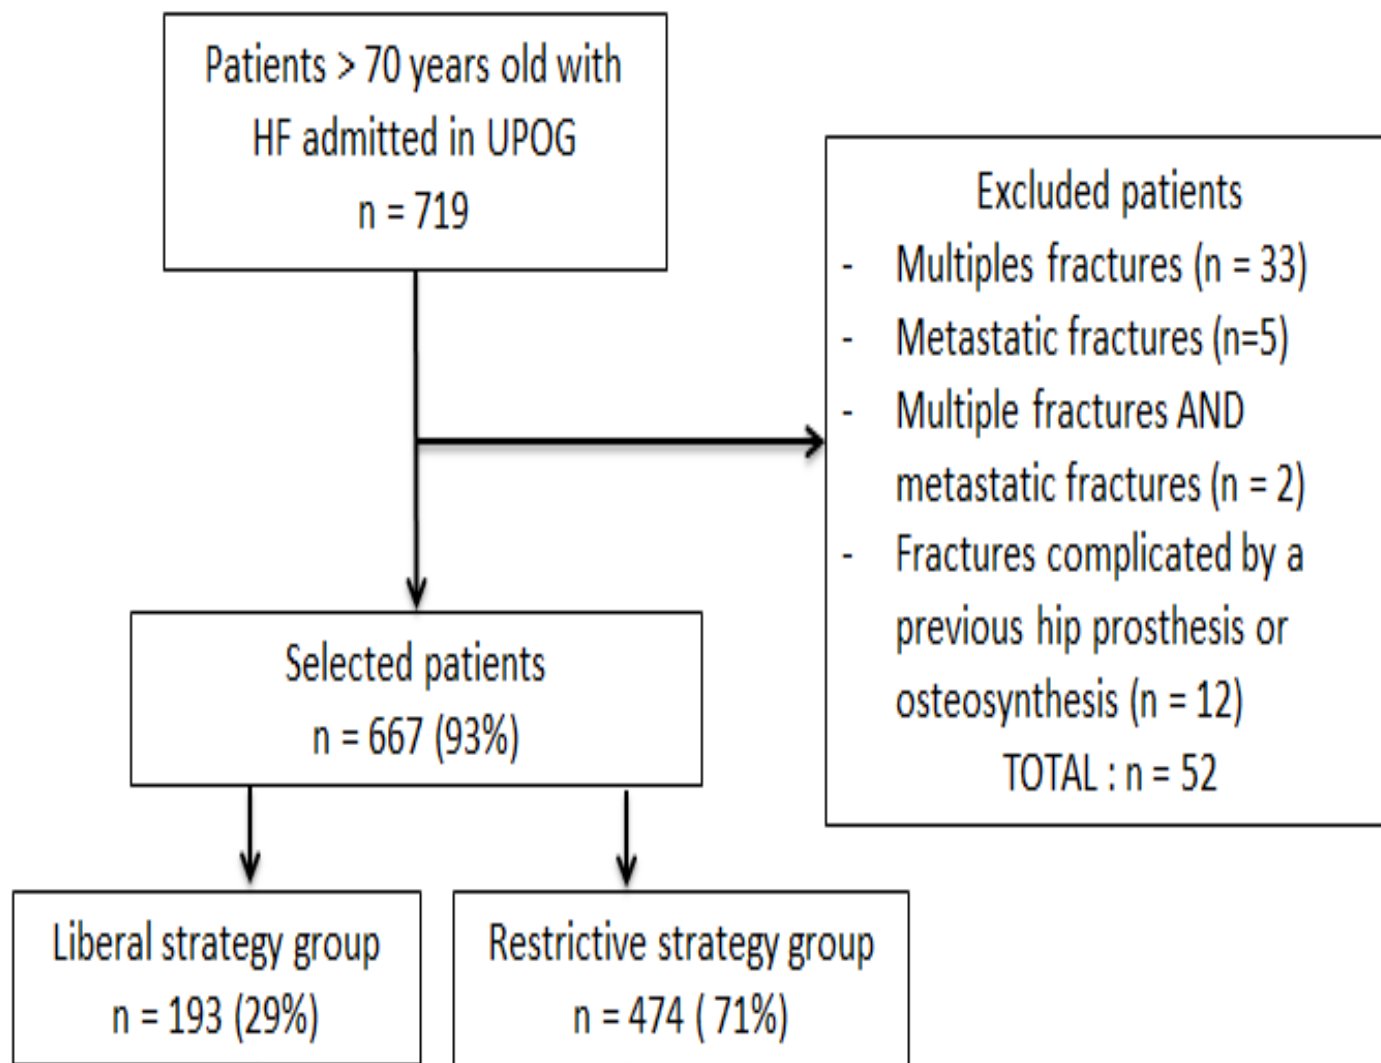 Patients > 70 years old with
HF admitted in UPOG
n = 719
Excluded patients
- Multiples fractures (n = 33)
- Metastatic fractures (n=5)
- Multiple fractures AND
metastatic fractures (n = 2)
- Fractures complicated by a
previous hip prosthesis or
osteosynthesis (n = 12)
TOTAL : n = 52
Selected patients
n = 667 (93%)
Liberal strategy group
n = 193 (29%)
Restrictive strategy group
n = 474 ( 71%)